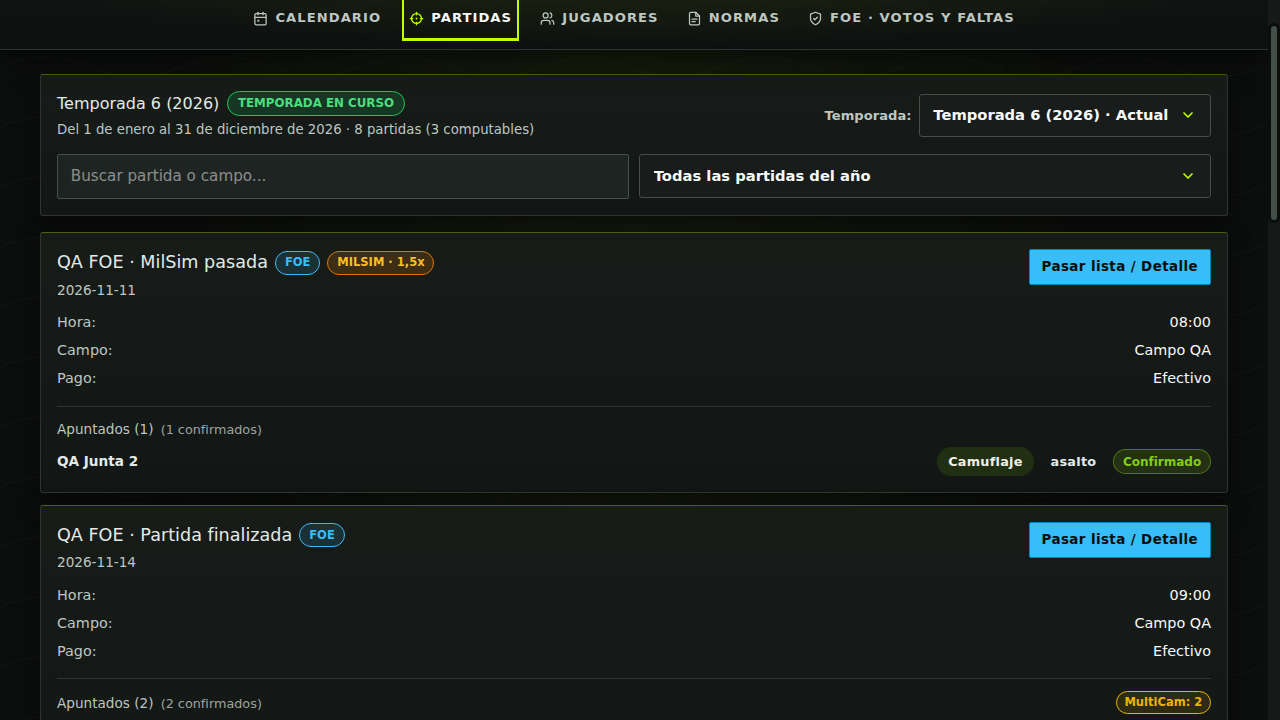 CALENDARIO PARTIDAS JUGADORES NORMAS FOE · VOTOS Y FALTAS
Temporada 6 (2026) TEMPORADA EN CURSO
Del 1 de enero al 31 de diciembre de 2026 · 8 partidas (3 computables)
Temporada: Temporada 6 (2026) · Actual
Buscar partida o campo... Todas las partidas del año
QA FOE · MilSim pasada FOE MILSIM · 1,5x Pasar lista / Detalle
2026-11-11
Hora: 08:00
Campo: Campo QA
Pago: Efectivo
Apuntados (1) (1 confirmados)
QA Junta 2 Camuflaje asalto Confirmado
QA FOE · Partida finalizada FOE Pasar lista / Detalle
2026-11-14
Hora: 09:00
Campo: Campo QA
Pago: Efectivo
Apuntados (2) (2 confirmados) MultiCam: 2